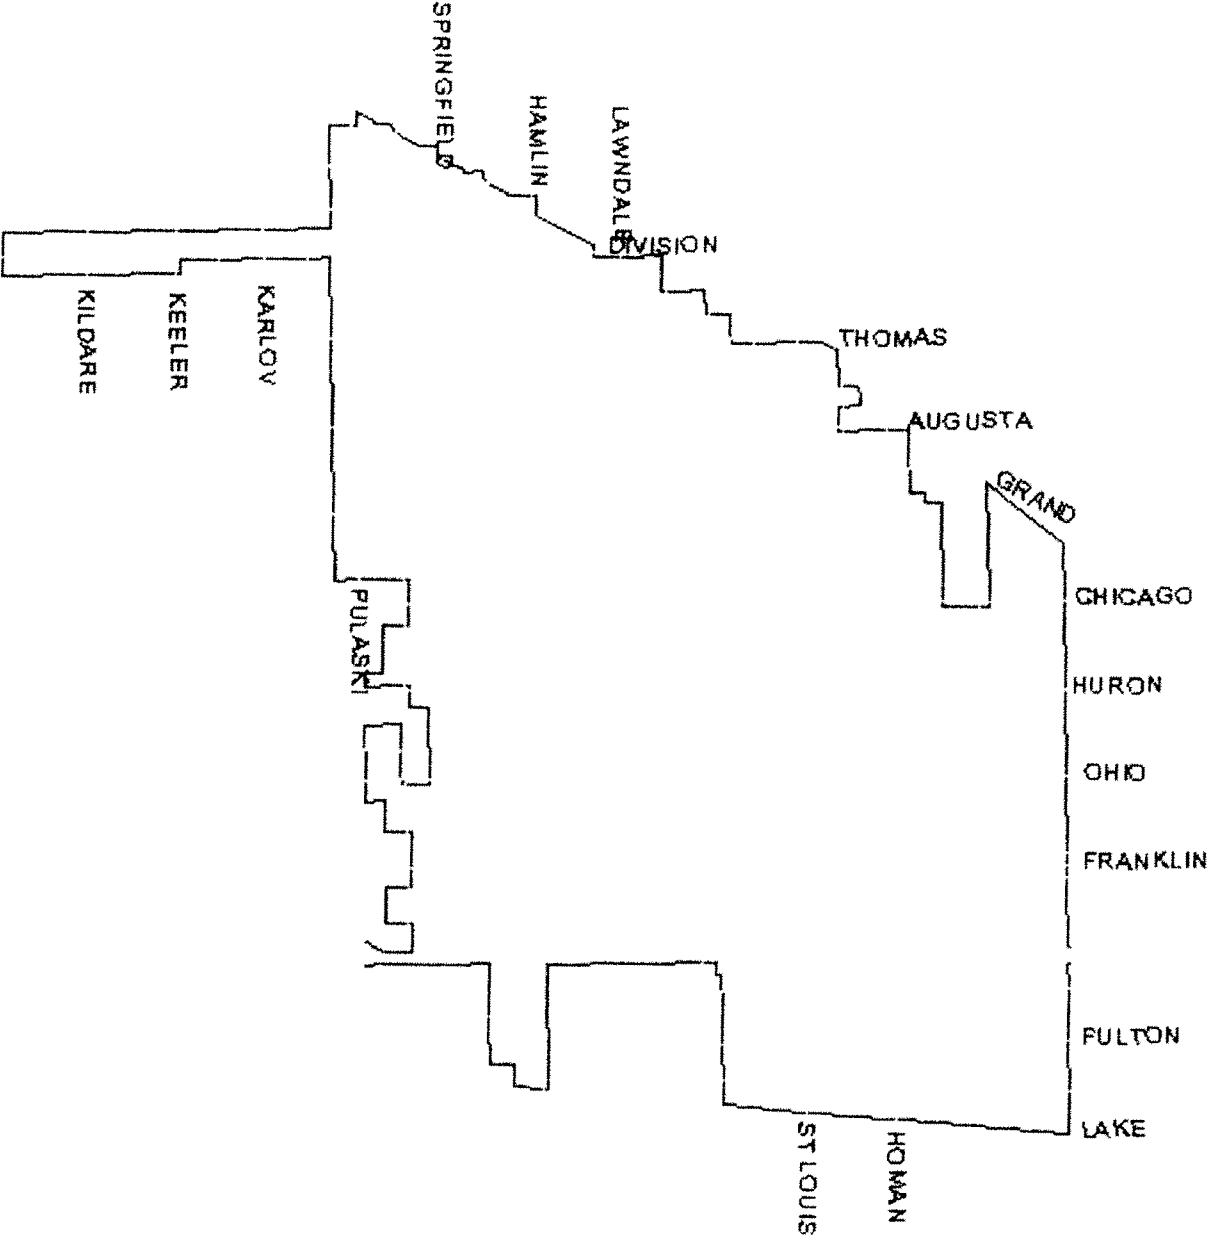 SPRINGFIELD
HAMLIN
LAWNDALE
DIVISION
KILDARE
KEELER
KARLOV
THOMAS
AUGUSTA
GRAND
CHICAGO
PULASKI
HURON
OHIO
FRANKLIN
FULTON
LAKE
ST LOUIS
HOMAN